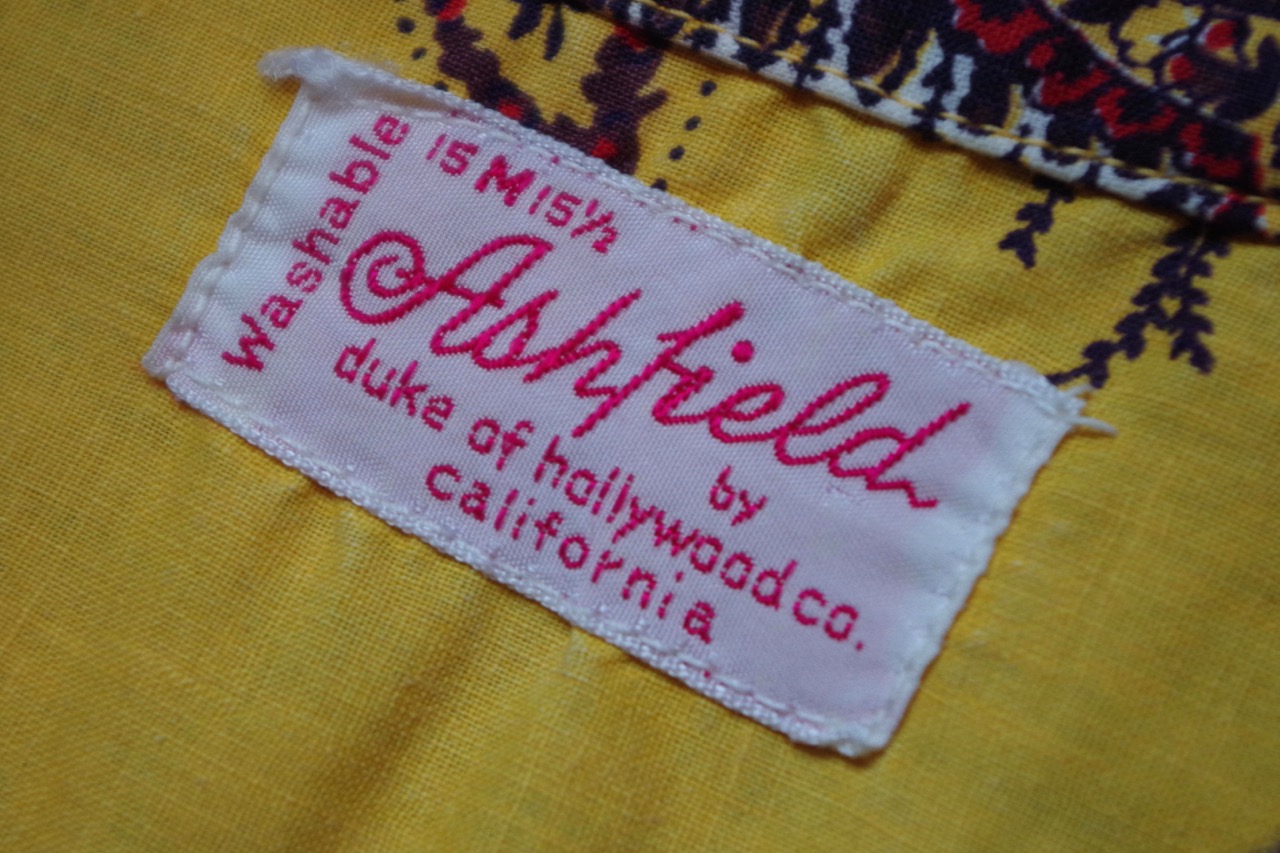 Washable
15 M 15½
Ashfield
by
duke of hollywood co.
california